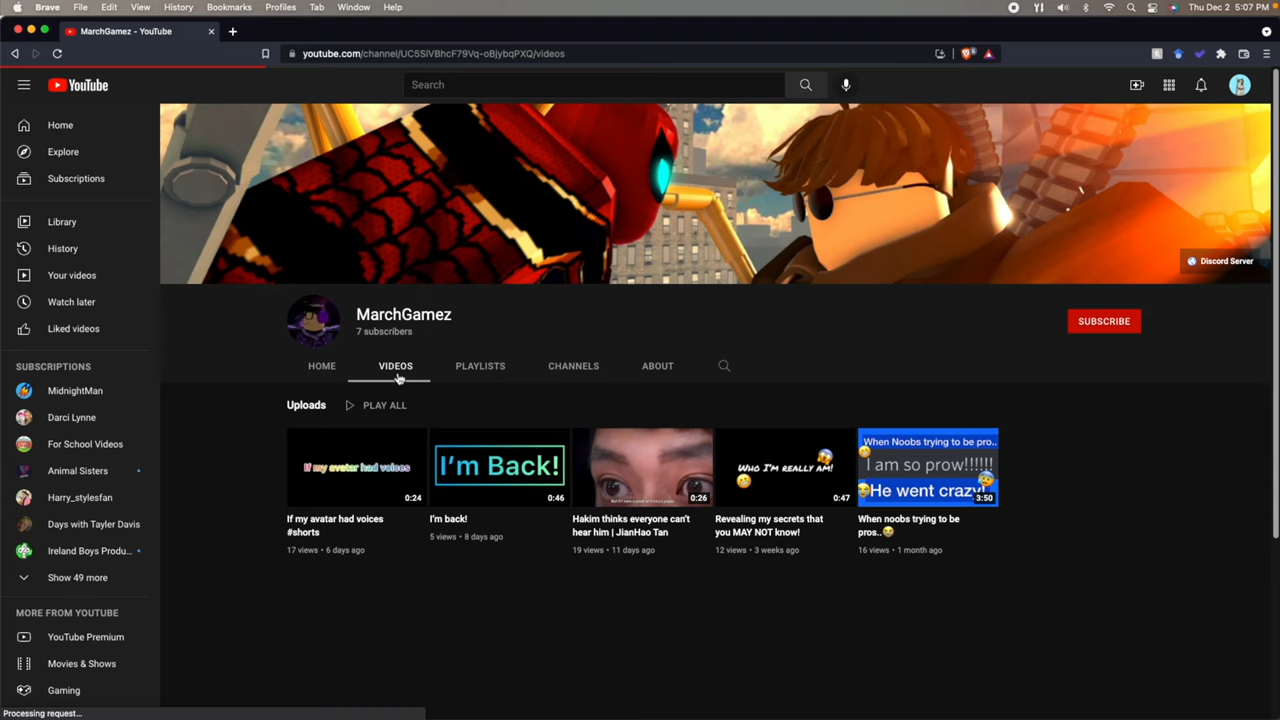 Brave File Edit View History Bookmarks Profiles Tab Window Help Thu Dec 2 5:07 PM
MarchGamez - YouTube
youtube.com/channel/UC5SiVBhcF79Vq-oBjybqPXQ/videos
YouTube
Search
Home
Explore
Subscriptions
Library
History
Your videos
Watch later
Liked videos
SUBSCRIPTIONS
MidnightMan
Darci Lynne
For School Videos
Animal Sisters
Harry_stylesfan
Days with Tayler Davis
Ireland Boys Produ...
Show 49 more
MORE FROM YOUTUBE
YouTube Premium
Movies & Shows
Gaming
Discord Server
MarchGamez
7 subscribers
SUBSCRIBE
HOME VIDEOS PLAYLISTS CHANNELS ABOUT
Uploads PLAY ALL
If my avatar had voices
0:24
If my avatar had voices
#shorts
17 views • 6 days ago
I'm Back!
0:46
I'm back!
5 views • 8 days ago
0:26
Hakim thinks everyone can't
hear him | JianHao Tan
19 views • 11 days ago
WHO I'M REALLY AM!
0:47
Revealing my secrets that
you MAY NOT know!
12 views • 3 weeks ago
When Noobs trying to be pro..
I am so prow!!!!!!
He went crazy!
3:50
When noobs trying to be
pros..😂
16 views • 1 month ago
Processing request...